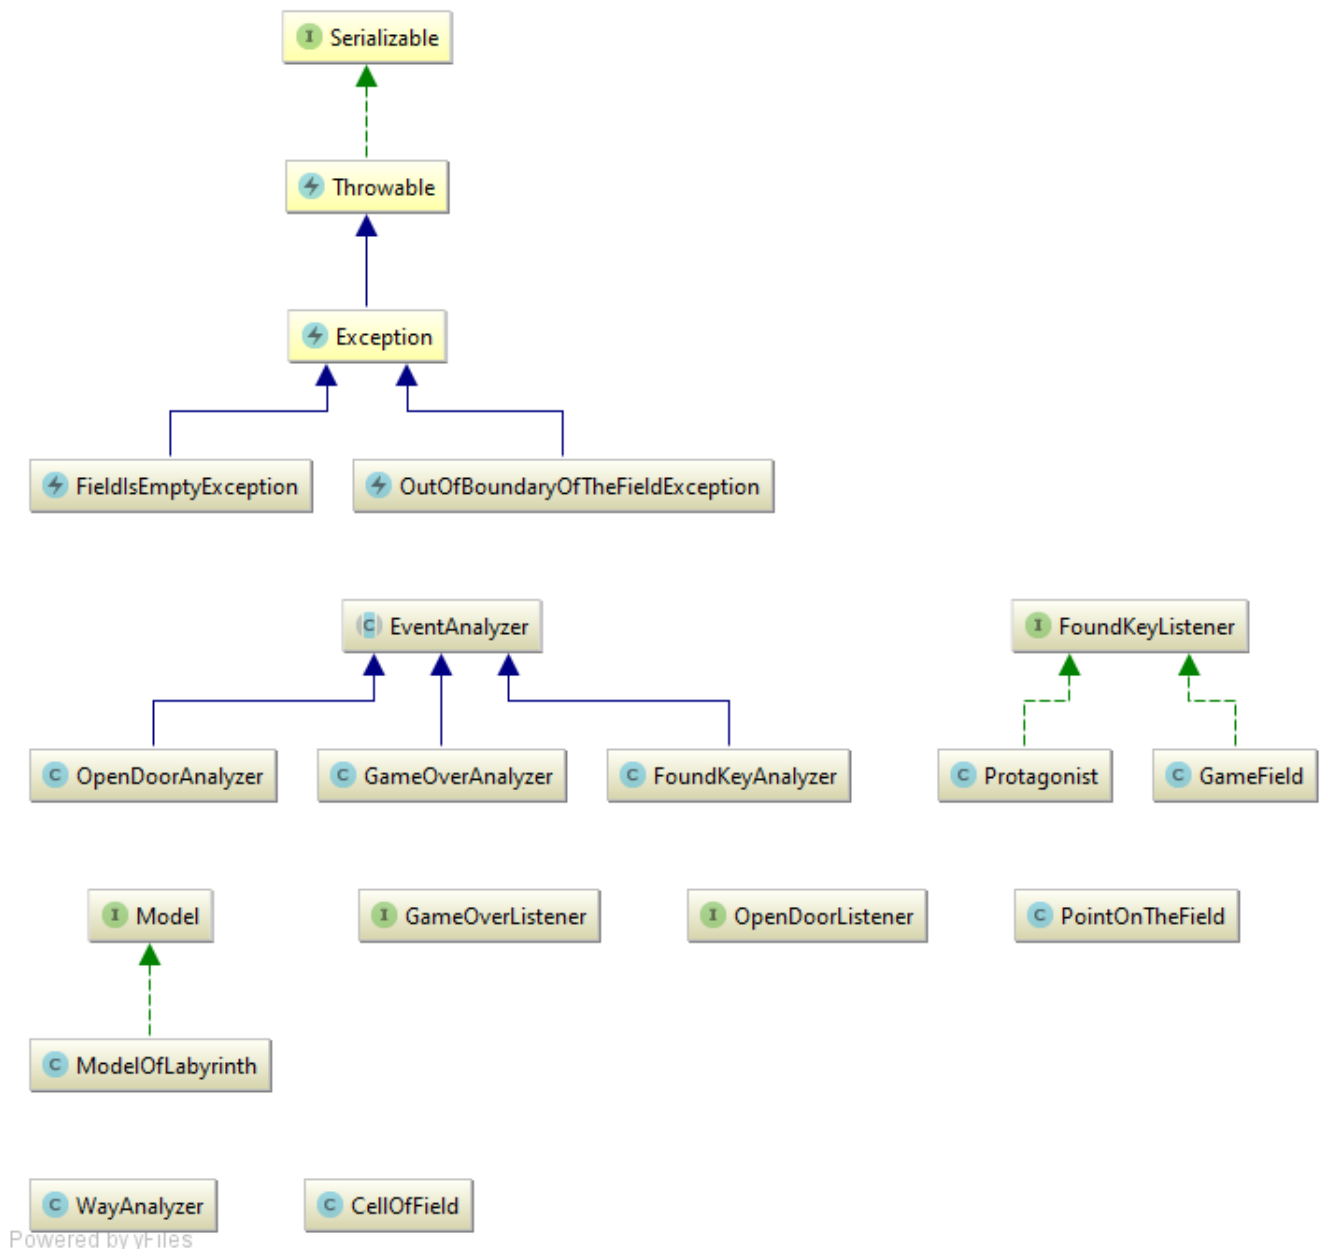 I Serializable
Throwable
Exception
FieldIsEmptyException
OutOfBoundaryOfTheFieldException
C EventAnalyzer
I FoundKeyListener
C OpenDoorAnalyzer
C GameOverAnalyzer
C FoundKeyAnalyzer
C Protagonist
C GameField
I Model
I GameOverListener
I OpenDoorListener
C PointOnTheField
C ModelOfLabyrinth
C WayAnalyzer
C CellOfField
Powered by yFiles